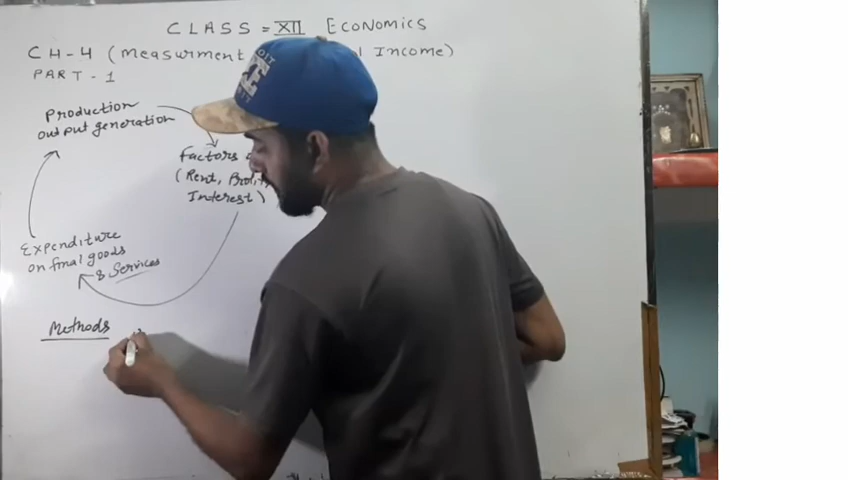 CLASS = XII ECONOMICS
CH-4 (Measurment Income)
PART-1
Production
output generation
Factors
(Rent, Profit,
Interest)
Expenditure
on final goods
& Services
Methods